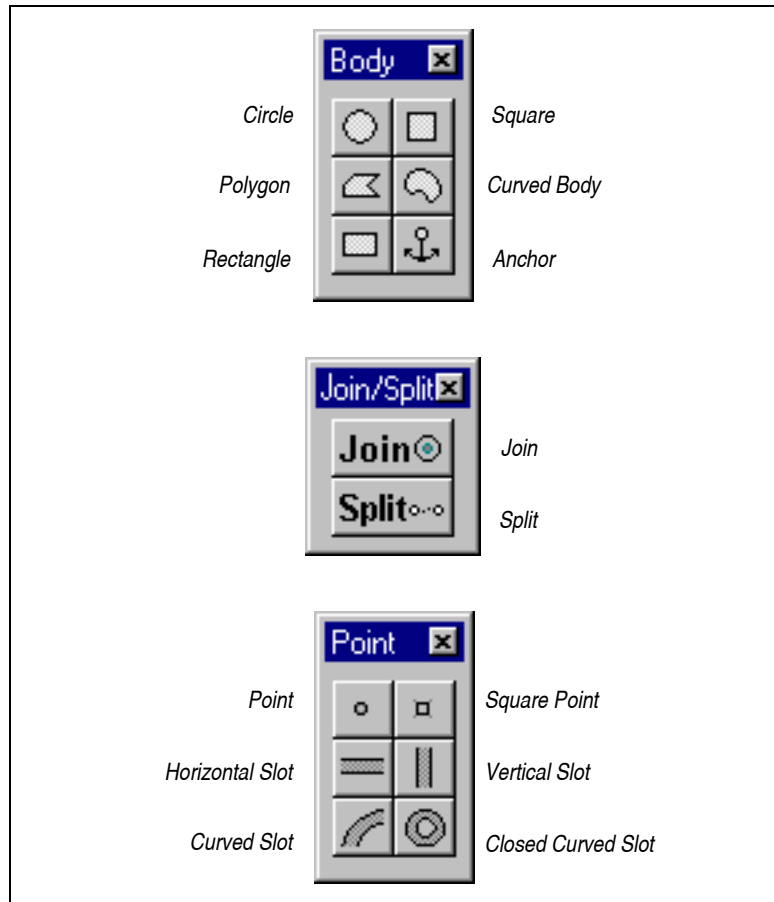 Body
Circle
Square
Polygon
Curved Body
Rectangle
Anchor
Join/Split
Join
Join
Split
Split
Point
Point
Square Point
Horizontal Slot
Vertical Slot
Curved Slot
Closed Curved Slot